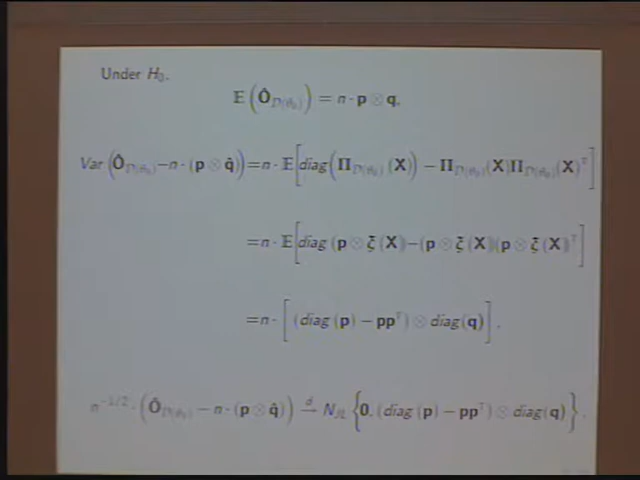 Under H₀.
𝔼 (Ô_{D(θ₀)}) = n · p ⊗ q.
Var (Ô_{D(θ₀)} − n · (p ⊗ q̂)) = n · 𝔼 [diag (Π_{D(θ₀)} (X)) − Π_{D(θ₀)} (X) Π_{D(θ₀)} (X)ᵀ]
= n · 𝔼 [diag (p ⊗ ξ (X) − (p ⊗ ξ (X) (p ⊗ ξ (X)ᵀ]
= n · [(diag (p) − ppᵀ) ⊗ diag(q)].
n^{−1/2} · (Ô_{D(θ₀)} − n · (p ⊗ q̂)) →ᵈ N_{JL} {0, (diag (p) − ppᵀ) ⊗ diag(q)}.